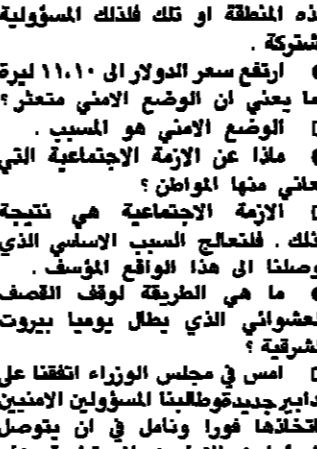 ذه المنطقة او تلك فلذلك المسؤولية
شتركة .
ارتفع سعر الدولار الى ١١،١٠ ليرة
ما يعني ان الوضع الامني متعثر ؟
الوضع الامني هو المسبب .
ماذا عن الازمة الاجتماعية التي
عاني منها المواطن ؟
الازمة الاجتماعية هي نتيجة
ذلك . فلنعالج السبب الاساسي الذي
وصلنا الى هذا الواقع المؤسف .
ما هي الطريقة لوقف القصف
لعشوائي الذي يطال يوميا بيروت
لشرقية ؟
امس في مجلس الوزراء اتفقنا على
دابير جديدة وطالبنا المسؤولين الامنيين
اتخاذها فورا ونامل في ان يتوصل